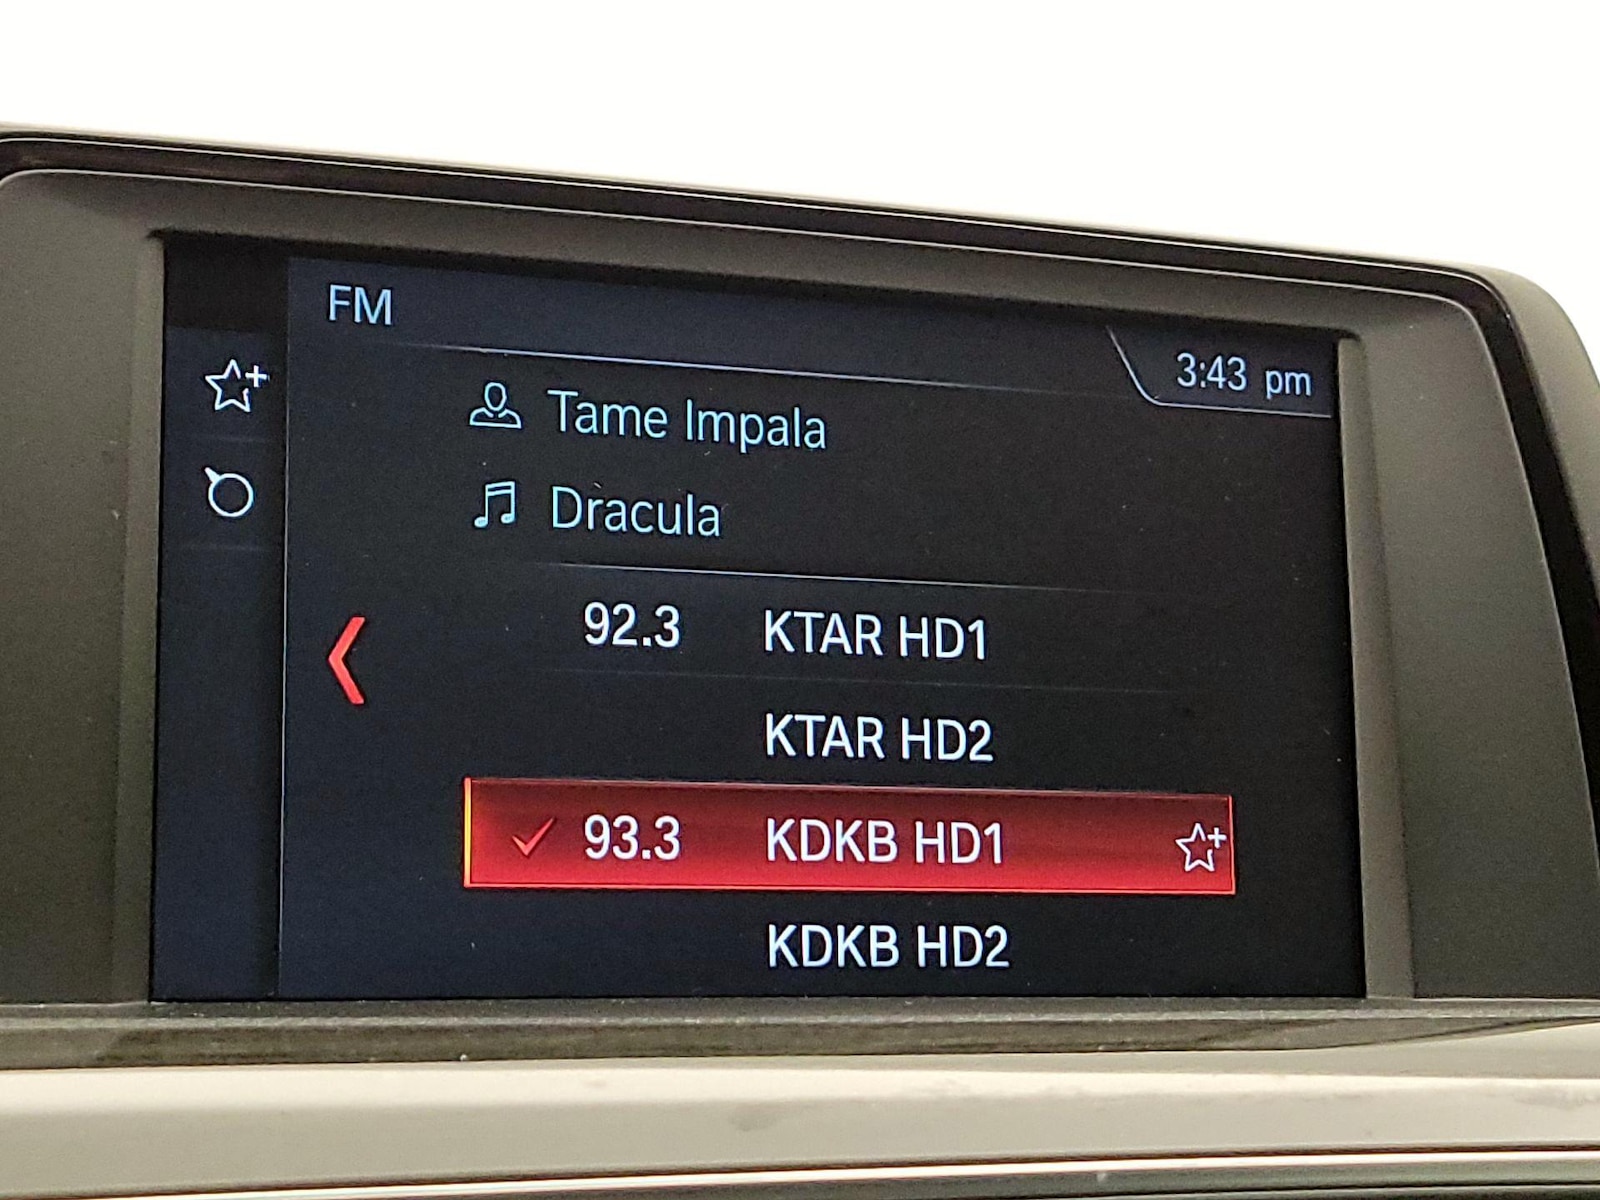 FM
3:43 pm
Tame Impala
Dracula
92.3 KTAR HD1
KTAR HD2
93.3 KDKB HD1
KDKB HD2